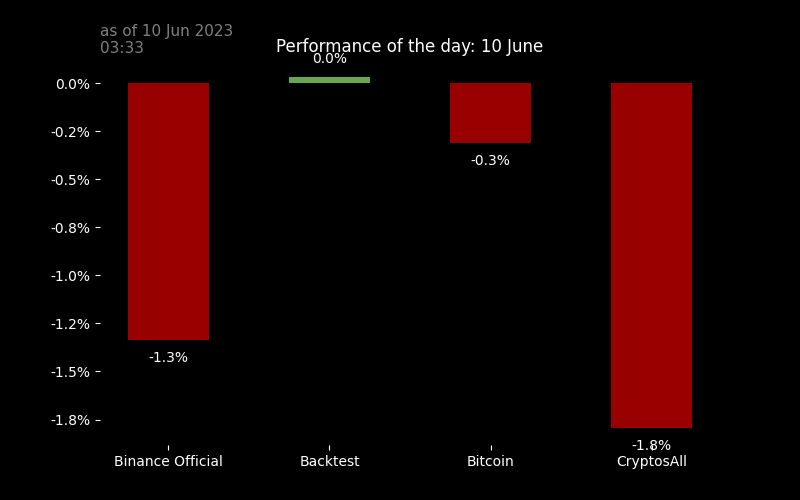 as of 10 Jun 2023
03:33
Performance of the day: 10 June
0.0%
0.0%
-0.2%
-0.5%
-0.8%
-1.0%
-1.2%
-1.5%
-1.8%
-0.3%
-1.3%
-1.8%
Binance Official
Backtest
Bitcoin
CryptosAll